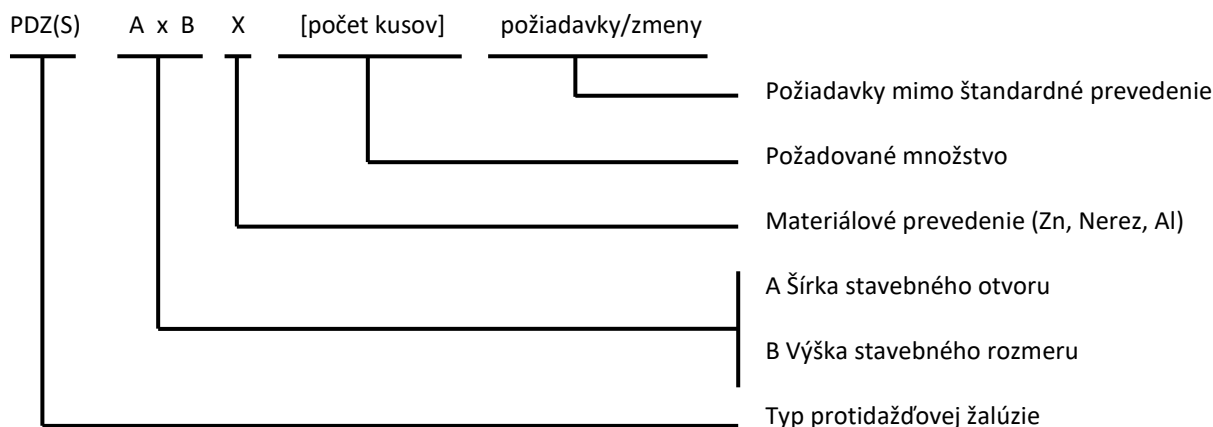 PDZ(S) A x B X [počet kusov] požiadavky/zmeny
Požiadavky mimo štandardné prevedenie
Požadované množstvo
Materiálové prevedenie (Zn, Nerez, Al)
A Šírka stavebného otvoru
B Výška stavebného rozmeru
Typ protidažďovej žalúzie